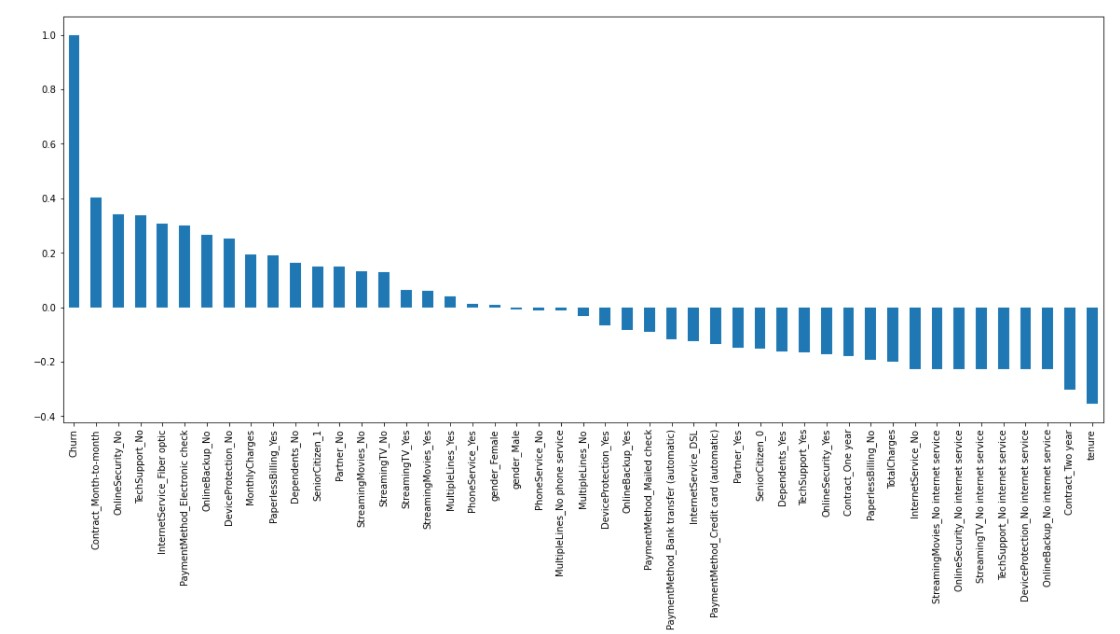 1.0
0.8
0.6
0.4
0.2
0.0
−0.2
−0.4
Churn
Contract_Month-to-month
OnlineSecurity_No
TechSupport_No
InternetService_Fiber optic
PaymentMethod_Electronic check
OnlineBackup_No
DeviceProtection_No
MonthlyCharges
PaperlessBilling_Yes
Dependents_No
SeniorCitizen_1
Partner_No
StreamingMovies_No
StreamingTV_No
StreamingTV_Yes
StreamingMovies_Yes
MultipleLines_Yes
PhoneService_Yes
gender_Female
gender_Male
PhoneService_No
MultipleLines_No phone service
MultipleLines_No
DeviceProtection_Yes
OnlineBackup_Yes
PaymentMethod_Mailed check
PaymentMethod_Bank transfer (automatic)
InternetService_DSL
PaymentMethod_Credit card (automatic)
Partner_Yes
SeniorCitizen_0
Dependents_Yes
TechSupport_Yes
OnlineSecurity_Yes
Contract_One year
PaperlessBilling_No
TotalCharges
InternetService_No
StreamingMovies_No internet service
OnlineSecurity_No internet service
StreamingTV_No internet service
TechSupport_No internet service
DeviceProtection_No internet service
OnlineBackup_No internet service
Contract_Two year
tenure